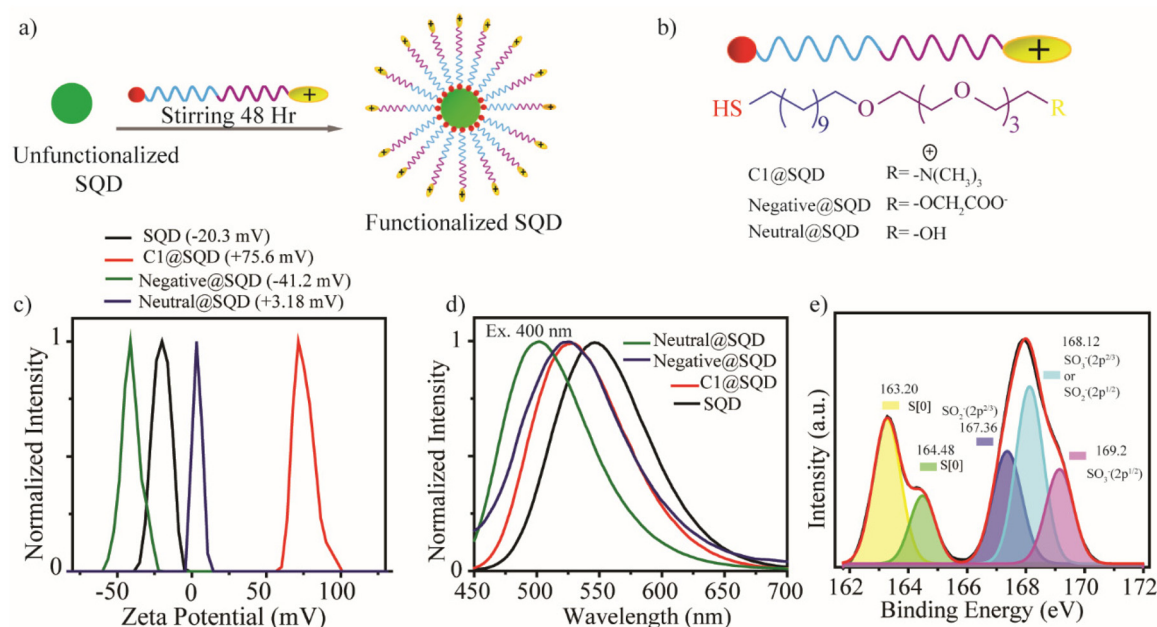 a)
+
Stirring 48 Hr
Unfunctionalized
SQD
Functionalized SQD
b)
+
HS
9
O
O
3
R
+
C1@SQD R= -N(CH3)3
Negative@SQD R= -OCH2COO-
Neutral@SQD R= -OH
SQD (-20.3 mV)
C1@SQD (+75.6 mV)
Negative@SQD (-41.2 mV)
Neutral@SQD (+3.18 mV)
c)
Normalized Intensity
1
0
-50 0 50 100
Zeta Potential (mV)
d)
Ex. 400 nm
Neutral@SQD
Negative@SQD
C1@SQD
SQD
Normalized Intensity
1
0
450 500 550 600 650 700
Wavelength (nm)
e)
163.20
S[0]
164.48
S[0]
SO2-(2p2/3)
167.36
168.12
SO3-(2p2/3)
or
SO2-(2p1/2)
169.2
SO3-(2p1/2)
Intensity (a.u.)
162 164 166 168 170 172
Binding Energy (eV)